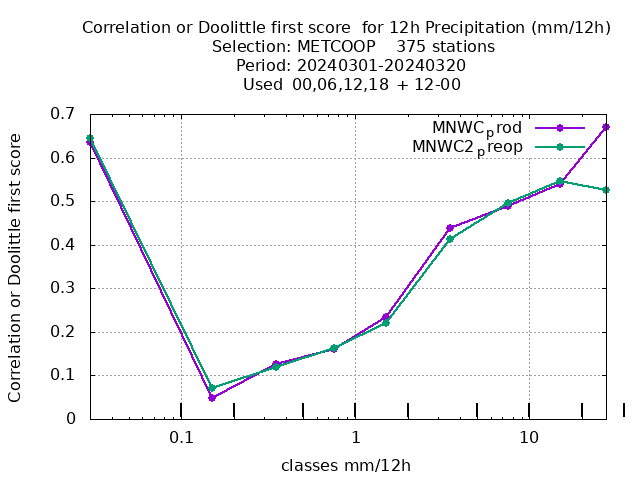 Correlation or Doolittle first score  for 12h Precipitation (mm/12h)
Selection: METCOOP    375 stations
Period: 20240301-20240320
Used  00,06,12,18  + 12-00
MNWCprod
MNWC2preop
Correlation or Doolittle first score
0.7
0.6
0.5
0.4
0.3
0.2
0.1
0
0.1 1 10
classes mm/12h